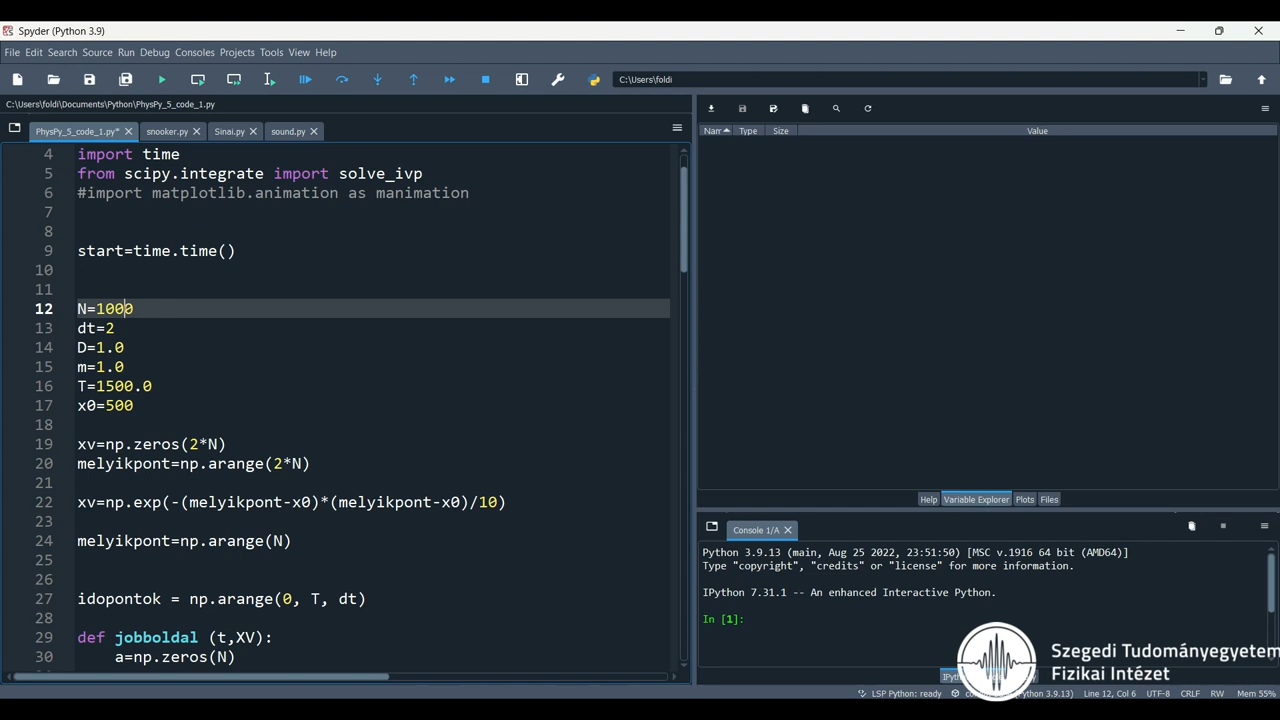 Spyder (Python 3.9)
File Edit Search Source Run Debug Consoles Projects Tools View Help
C:\Users\foldi
C:\Users\foldi\Documents\Python\PhysPy_5_code_1.py
PhysPy_5_code_1.py* snooker.py Sinai.py sound.py
4 import time
5 from scipy.integrate import solve_ivp
6 #import matplotlib.animation as manimation
7
8
9 start=time.time()
10
11
12 N=1000
13 dt=2
14 D=1.0
15 m=1.0
16 T=1500.0
17 x0=500
18
19 xv=np.zeros(2*N)
20 melyikpont=np.arange(2*N)
21
22 xv=np.exp(-(melyikpont-x0)*(melyikpont-x0)/10)
23
24 melyikpont=np.arange(N)
25
26
27 idopontok = np.arange(0, T, dt)
28
29 def jobboldal (t,XV):
30 a=np.zeros(N)
Nam Type Size Value
Help Variable Explorer Plots Files
Console 1/A
Python 3.9.13 (main, Aug 25 2022, 23:51:50) [MSC v.1916 64 bit (AMD64)]
Type "copyright", "credits" or "license" for more information.
IPython 7.31.1 -- An enhanced Interactive Python.
In [1]:
Szegedi Tudományegyetem
Fizikai Intézet
LSP Python: ready (Python 3.9.13) Line 12, Col 6 UTF-8 CRLF RW Mem 55%